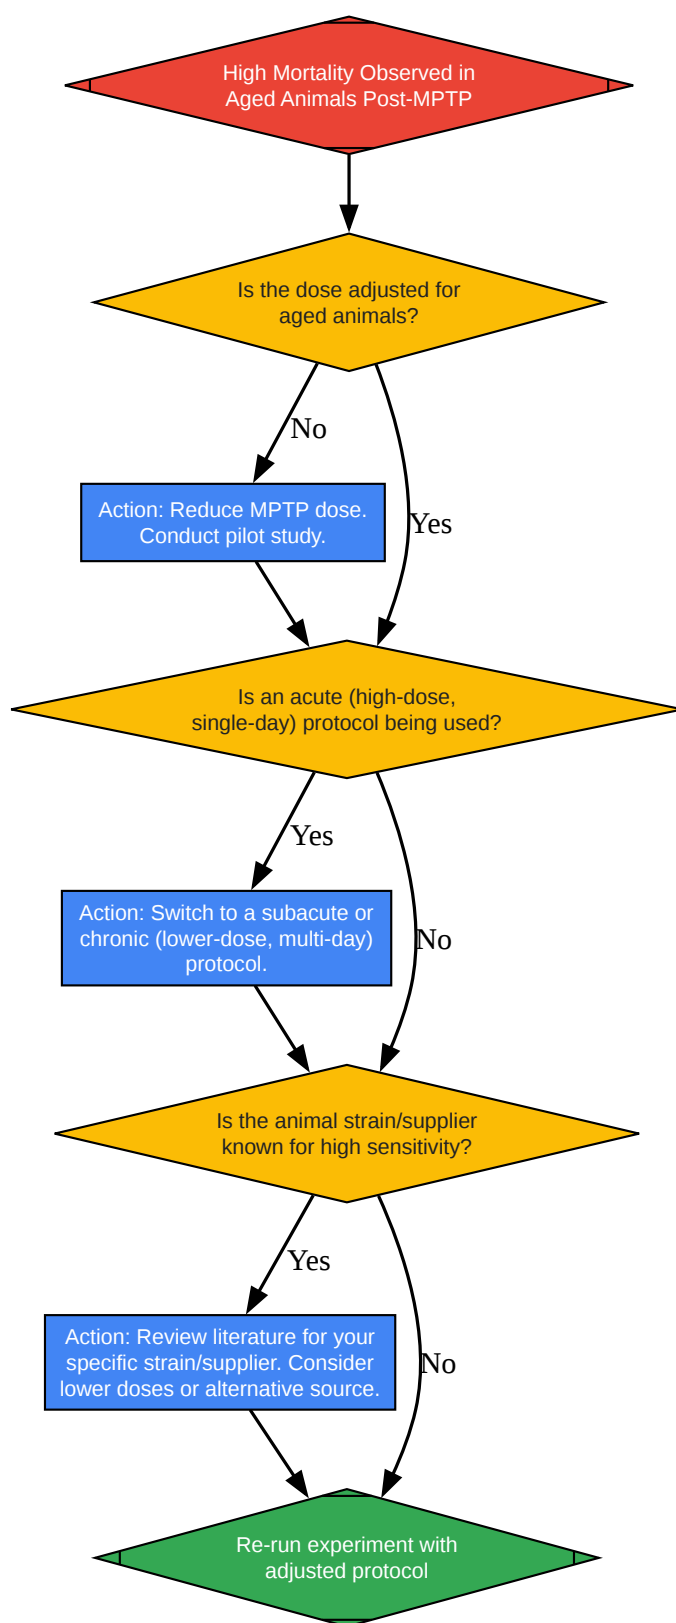 High Mortality Observed in
Aged Animals Post-MPTP
Is the dose adjusted for
aged animals?
No
Action: Reduce MPTP dose.
Conduct pilot study.
Yes
Is an acute (high-dose,
single-day) protocol being used?
Yes
Action: Switch to a subacute or
chronic (lower-dose, multi-day)
protocol.
No
Is the animal strain/supplier
known for high sensitivity?
Yes
Action: Review literature for your
specific strain/supplier. Consider
lower doses or alternative source.
No
Re-run experiment with
adjusted protocol